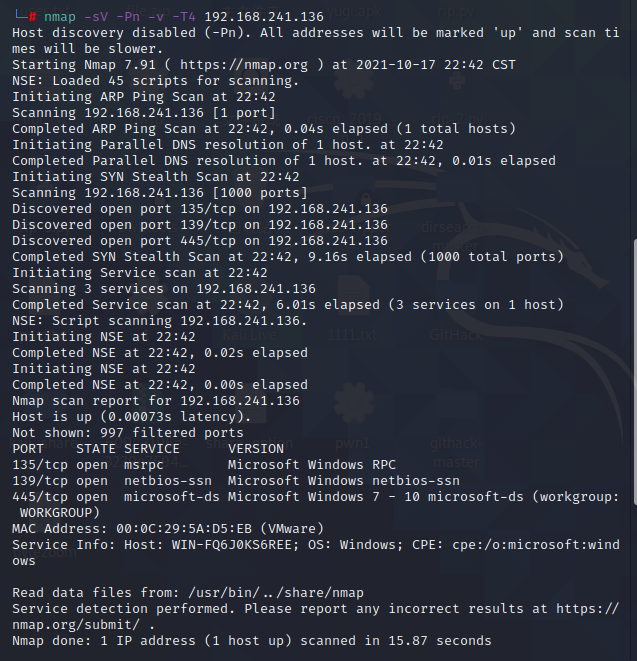 └─# nmap -sV -Pn -v -T4 192.168.241.136
Host discovery disabled (-Pn). All addresses will be marked 'up' and scan ti
mes will be slower.
Starting Nmap 7.91 ( https://nmap.org ) at 2021-10-17 22:42 CST
NSE: Loaded 45 scripts for scanning.
Initiating ARP Ping Scan at 22:42
Scanning 192.168.241.136 [1 port]
Completed ARP Ping Scan at 22:42, 0.04s elapsed (1 total hosts)
Initiating Parallel DNS resolution of 1 host. at 22:42
Completed Parallel DNS resolution of 1 host. at 22:42, 0.01s elapsed
Initiating SYN Stealth Scan at 22:42
Scanning 192.168.241.136 [1000 ports]
Discovered open port 135/tcp on 192.168.241.136
Discovered open port 139/tcp on 192.168.241.136
Discovered open port 445/tcp on 192.168.241.136
Completed SYN Stealth Scan at 22:42, 9.16s elapsed (1000 total ports)
Initiating Service scan at 22:42
Scanning 3 services on 192.168.241.136
Completed Service scan at 22:42, 6.01s elapsed (3 services on 1 host)
NSE: Script scanning 192.168.241.136.
Initiating NSE at 22:42
Completed NSE at 22:42, 0.02s elapsed
Initiating NSE at 22:42
Completed NSE at 22:42, 0.00s elapsed
Nmap scan report for 192.168.241.136
Host is up (0.00073s latency).
Not shown: 997 filtered ports
PORT    STATE SERVICE      VERSION
135/tcp open  msrpc        Microsoft Windows RPC
139/tcp open  netbios-ssn  Microsoft Windows netbios-ssn
445/tcp open  microsoft-ds Microsoft Windows 7 - 10 microsoft-ds (workgroup:
 WORKGROUP)
MAC Address: 00:0C:29:5A:D5:EB (VMware)
Service Info: Host: WIN-FQ6J0KS6REE; OS: Windows; CPE: cpe:/o:microsoft:wind
ows
Read data files from: /usr/bin/../share/nmap
Service detection performed. Please report any incorrect results at https://
nmap.org/submit/ .
Nmap done: 1 IP address (1 host up) scanned in 15.87 seconds